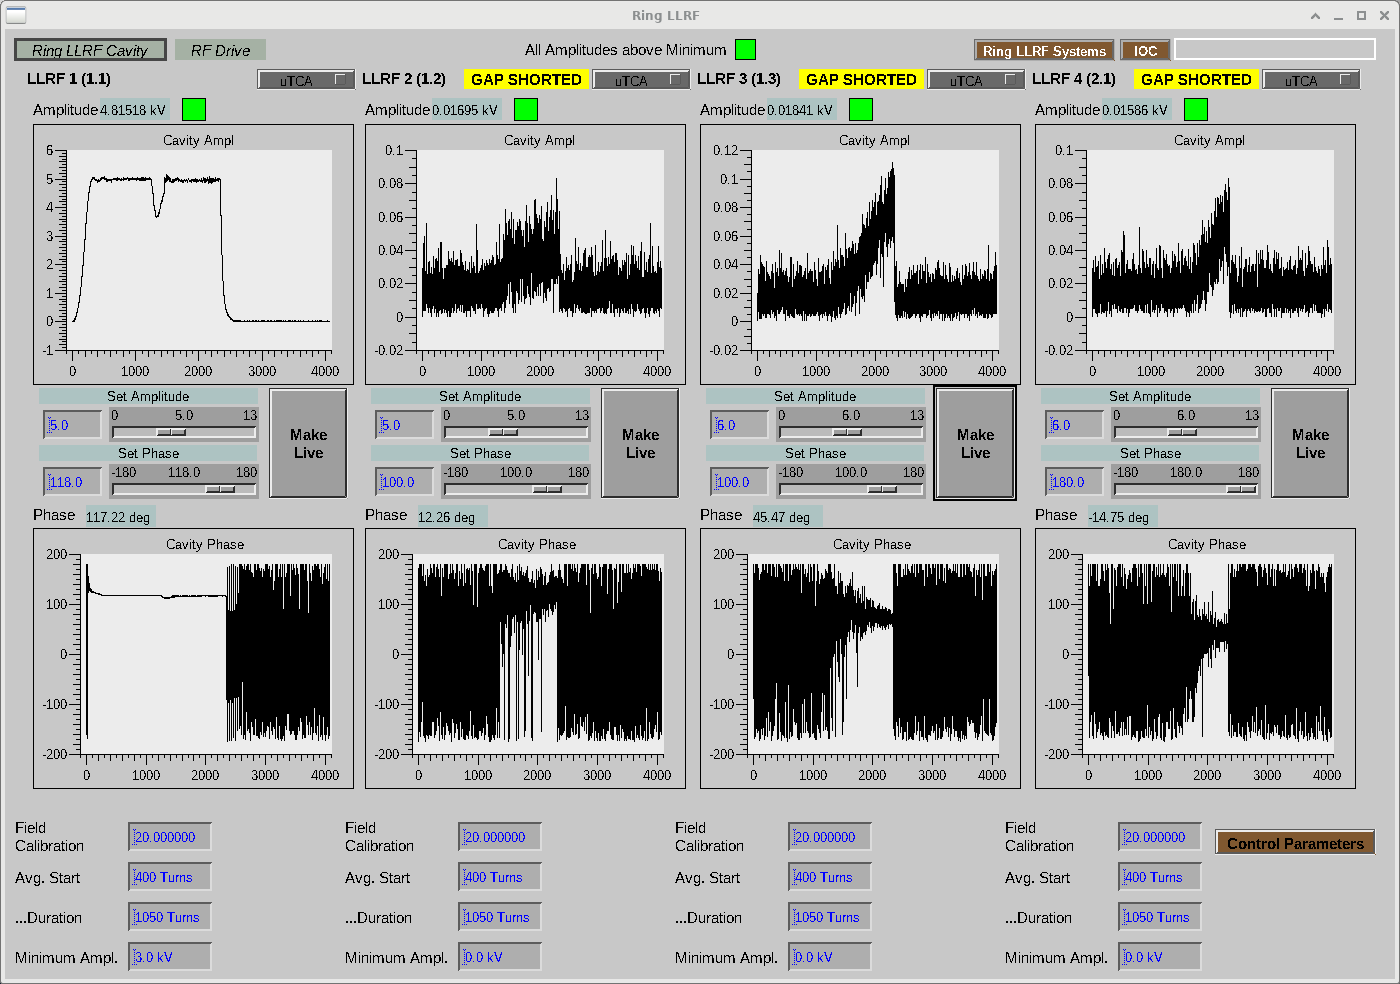 Ring LLRF
Ring LLRF Cavity RF Drive All Amplitudes above Minimum Ring LLRF Systems IOC
LLRF 1 (1.1) uTCA LLRF 2 (1.2) GAP SHORTED uTCA LLRF 3 (1.3) GAP SHORTED uTCA LLRF 4 (2.1) GAP SHORTED uTCA
Amplitude 4.81518 kV Amplitude 0.01695 kV Amplitude 0.01841 kV Amplitude 0.01586 kV
Cavity Ampl
6
5
4
3
2
1
0
-1
0 1000 2000 3000 4000
Cavity Ampl
0.1
0.08
0.06
0.04
0.02
0
-0.02
0 1000 2000 3000 4000
Cavity Ampl
0.12
0.1
0.08
0.06
0.04
0.02
0
-0.02
0 1000 2000 3000 4000
Cavity Ampl
0.1
0.08
0.06
0.04
0.02
0
-0.02
0 1000 2000 3000 4000
Set Amplitude
5.0 0 5.0 13
Set Phase
118.0 -180 118.0 180
Make
Live
Set Amplitude
5.0 0 5.0 13
Set Phase
100.0 -180 100.0 180
Make
Live
Set Amplitude
6.0 0 6.0 13
Set Phase
100.0 -180 100.0 180
Make
Live
Set Amplitude
6.0 0 6.0 13
Set Phase
180.0 -180 180.0 180
Make
Live
Phase 117.22 deg Phase 12.26 deg Phase 45.47 deg Phase -14.75 deg
Cavity Phase
200
100
0
-100
-200
0 1000 2000 3000 4000
Cavity Phase
200
100
0
-100
-200
0 1000 2000 3000 4000
Cavity Phase
200
100
0
-100
-200
0 1000 2000 3000 4000
Cavity Phase
200
100
0
-100
-200
0 1000 2000 3000 4000
Field
Calibration 20.000000
Avg. Start 400 Turns
...Duration 1050 Turns
Minimum Ampl. 3.0 kV
Field
Calibration 20.000000
Avg. Start 400 Turns
...Duration 1050 Turns
Minimum Ampl. 0.0 kV
Field
Calibration 20.000000
Avg. Start 400 Turns
...Duration 1050 Turns
Minimum Ampl. 0.0 kV
Field
Calibration 20.000000
Avg. Start 400 Turns
...Duration 1050 Turns
Minimum Ampl. 0.0 kV
Control Parameters